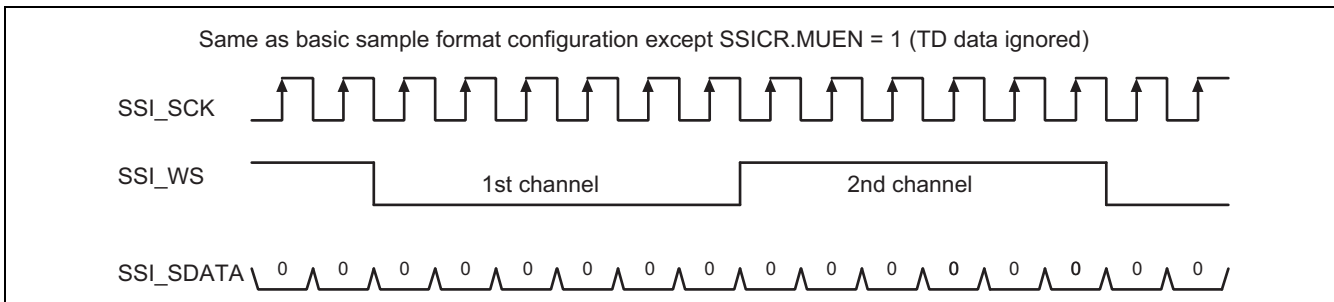 Same as basic sample format configuration except SSICR.MUEN = 1 (TD data ignored)
SSI_SCK
SSI_WS 1st channel 2nd channel
SSI_SDATA 0 0 0 0 0 0 0 0 0 0 0 0 0 0 0 0